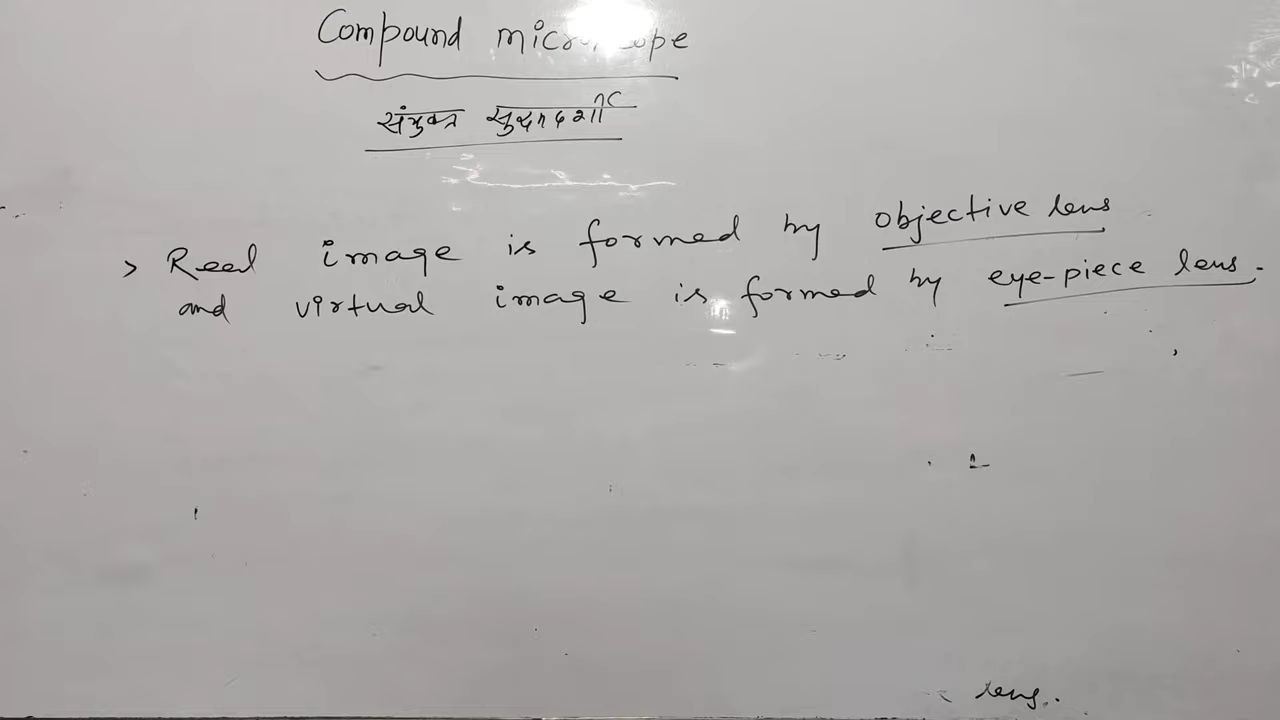 Compound microscope
संयुक्त सुक्ष्मदर्शी
> Real image is formed by objective lens
and virtual image is formed by eye-piece lens.
lens.